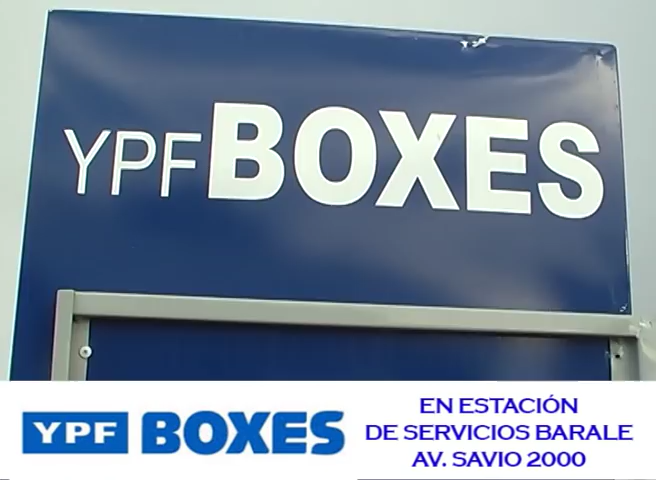 YPF BOXES
YPF BOXES
EN ESTACIÓN
DE SERVICIOS BARALE
AV. SAVIO 2000